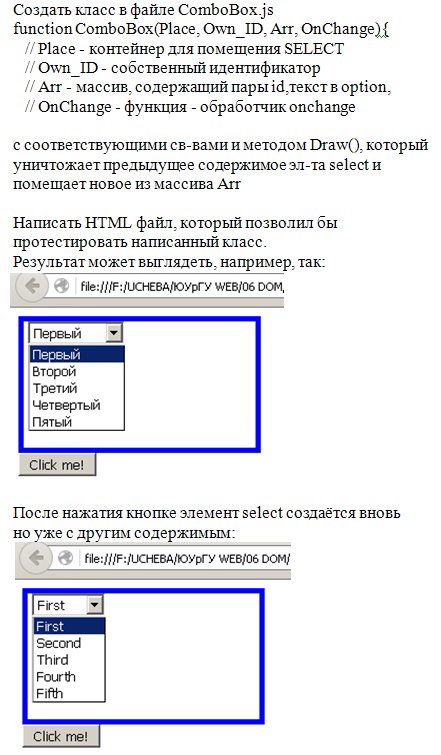 Создать класс в файле ComboBox.js
function ComboBox(Place, Own_ID, Arr, OnChange){
// Place - контейнер для помещения SELECT
// Own_ID - собственный идентификатор
// Arr - массив, содержащий пары id,текст в option,
// OnChange - функция - обработчик onchange
с соответствующими св-вами и методом Draw(), который
уничтожает предыдущее содержимое эл-та select и
помещает новое из массива Arr
Написать HTML файл, который позволил бы
протестировать написанный класс.
Результат может выглядеть, например, так:
file:///F:/UCHEBA/ЮУрГУ WEB/06 DOM/
Первый
Первый
Второй
Третий
Четвертый
Пятый
Click me!
После нажатия кнопке элемент select создаётся вновь
но уже с другим содержимым:
file:///F:/UCHEBA/ЮУрГУ WEB/06 DOM/
First
First
Second
Third
Fourth
Fifth
Click me!